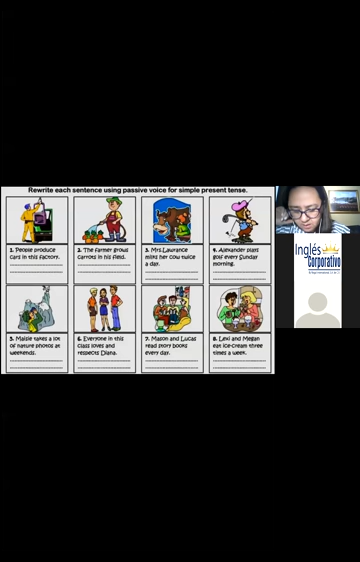 Rewrite each sentence using passive voice for simple present tense.
1. People produce
cars in this factory.
2. The farmer grows
carrots in his field.
3. Mrs.Lawrance
milks her cow twice
a day.
4. Alexander plays
golf every Sunday
morning.
5. Maisie takes a lot
of nature photos at
weekends.
6. Everyone in this
class loves and
respects Diana.
7. Mason and Lucas
read story books
every day.
8. Lexi and Megan
eat ice-cream three
times a week.
Inglés
Corporativo